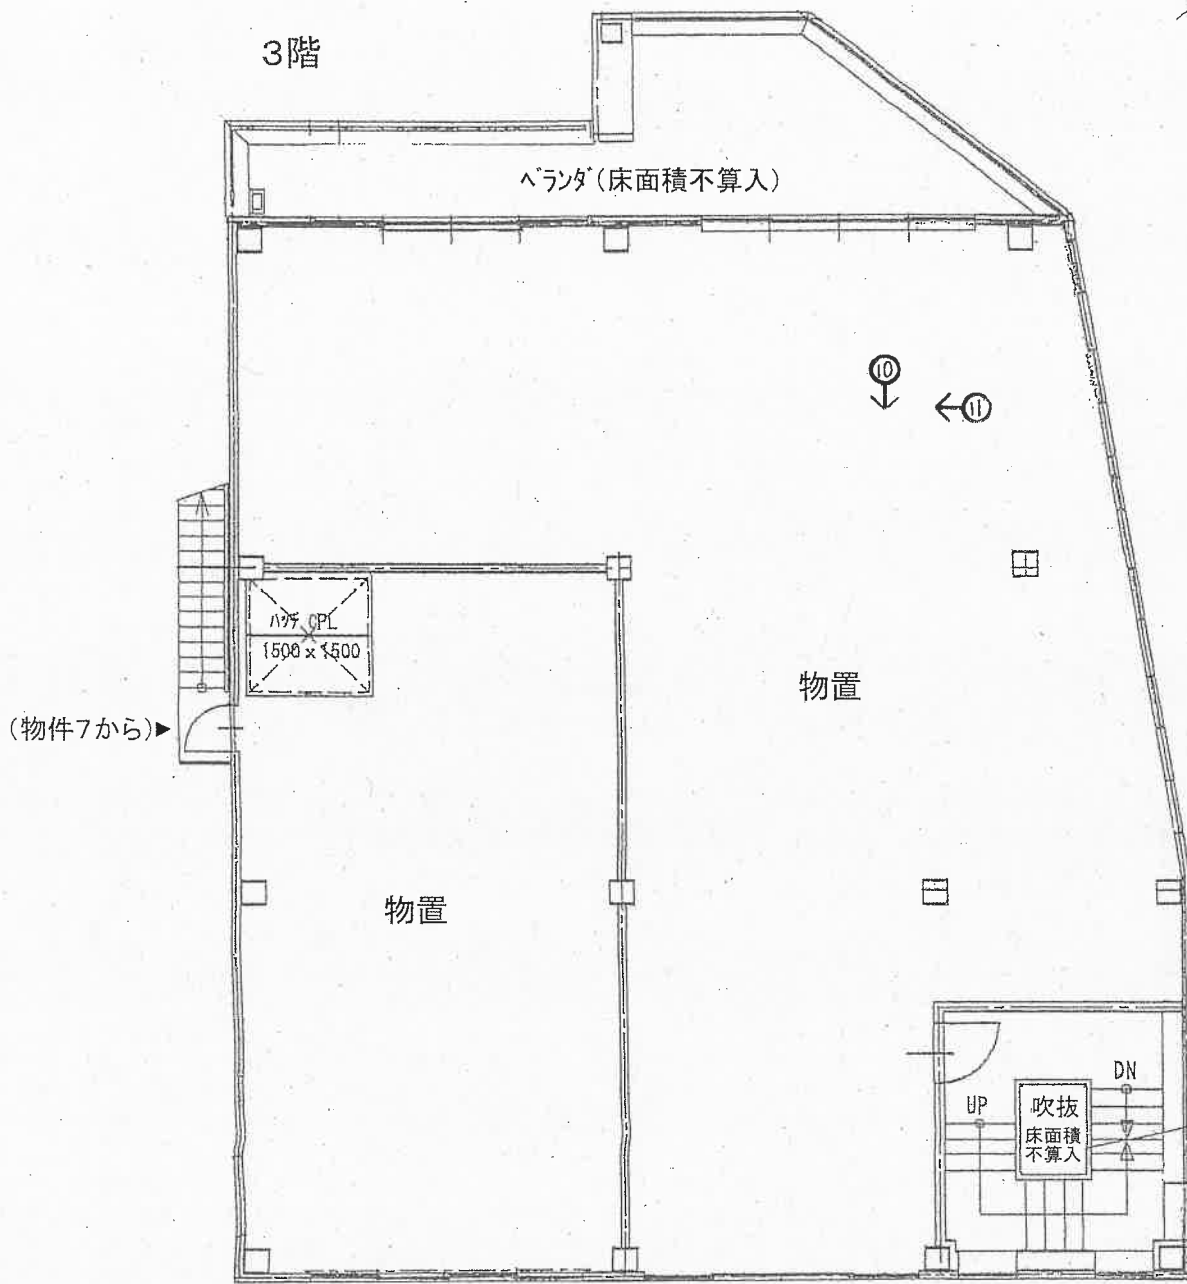 3階
ベランダ(床面積不算入)
⑩
⑪
ハッチ CPL
1500×1500
物置
(物件7から)▶
物置
DN
UP
吹抜
床面積
不算入